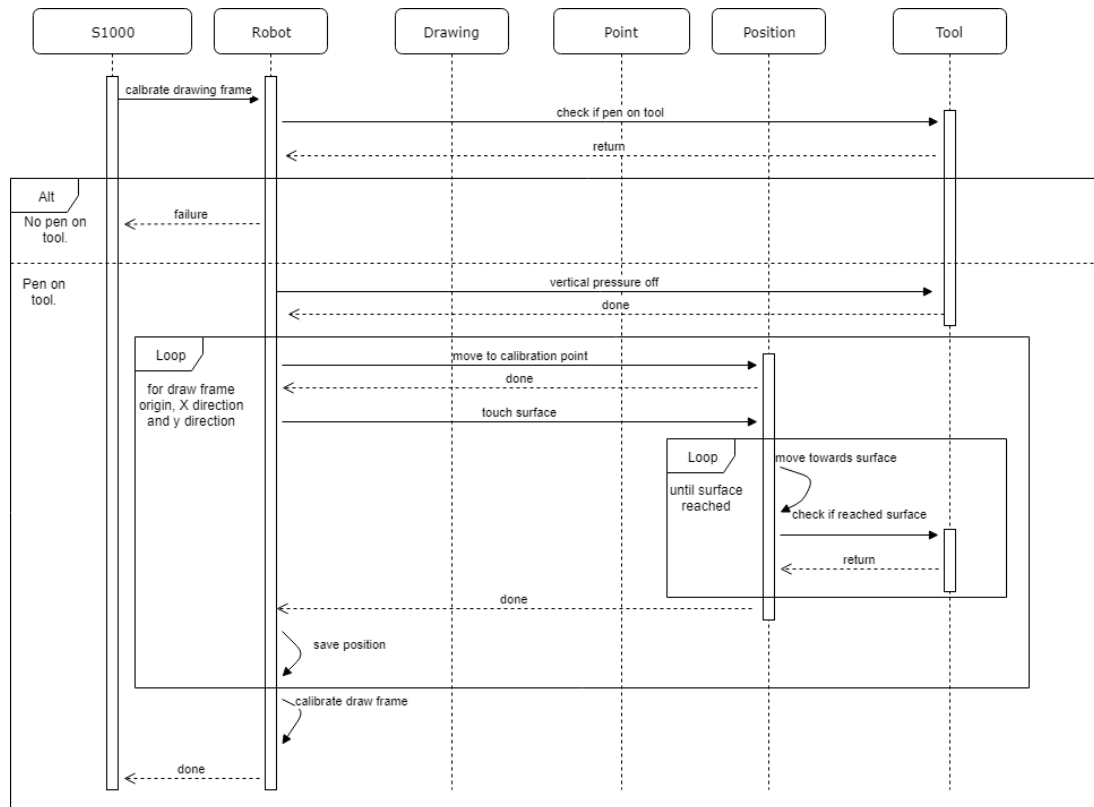 S1000 Robot Drawing Point Position Tool
calbrate drawing frame
check if pen on tool
return
Alt
No pen on
tool.
failure
Pen on
tool.
vertical pressure off
done
Loop
for draw frame
origin, X direction
and y direction
move to calibration point
done
touch surface
Loop
until surface
reached
move towards surface
check if reached surface
return
done
save position
calibrate draw frame
done